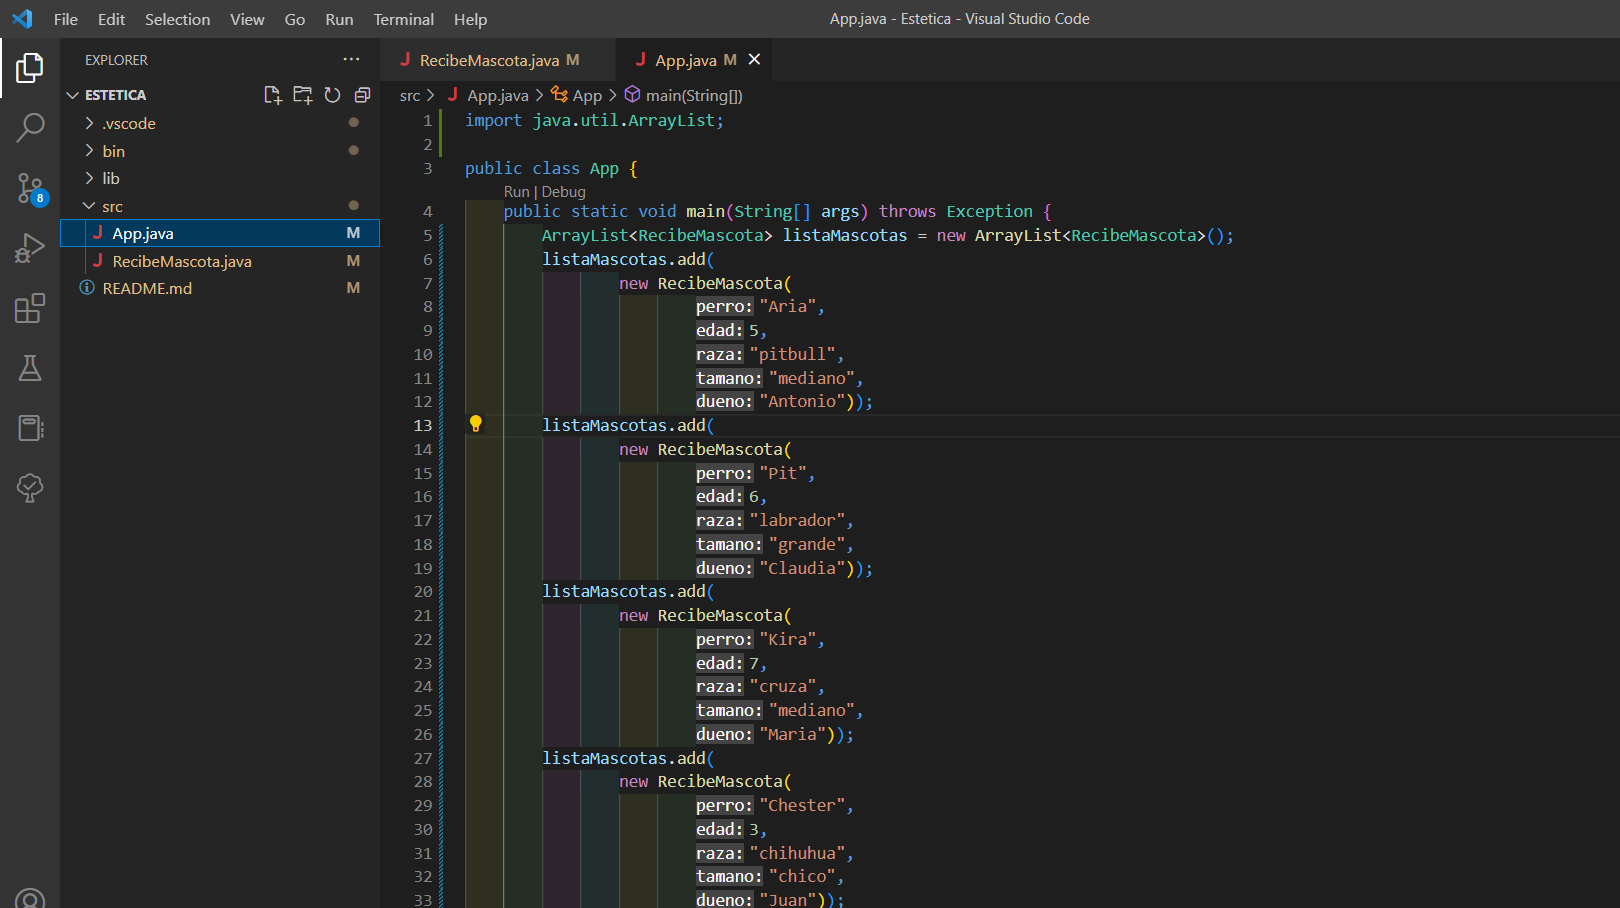 File Edit Selection View Go Run Terminal Help
App.java - Estetica - Visual Studio Code
EXPLORER ...
ESTETICA
.vscode
bin
lib
src
App.java M
RecibeMascota.java M
README.md M
8
RecibeMascota.java M
App.java M
src > App.java > App > main(String[])
1 import java.util.ArrayList;
2
3 public class App {
Run | Debug
4 public static void main(String[] args) throws Exception {
5 ArrayList<RecibeMascota> listaMascotas = new ArrayList<RecibeMascota>();
6 listaMascotas.add(
7 new RecibeMascota(
8 perro: "Aria",
9 edad: 5,
10 raza: "pitbull",
11 tamano: "mediano",
12 dueno: "Antonio"));
13 listaMascotas.add(
14 new RecibeMascota(
15 perro: "Pit",
16 edad: 6,
17 raza: "labrador",
18 tamano: "grande",
19 dueno: "Claudia"));
20 listaMascotas.add(
21 new RecibeMascota(
22 perro: "Kira",
23 edad: 7,
24 raza: "cruza",
25 tamano: "mediano",
26 dueno: "Maria"));
27 listaMascotas.add(
28 new RecibeMascota(
29 perro: "Chester",
30 edad: 3,
31 raza: "chihuhua",
32 tamano: "chico",
33 dueno: "Juan"));